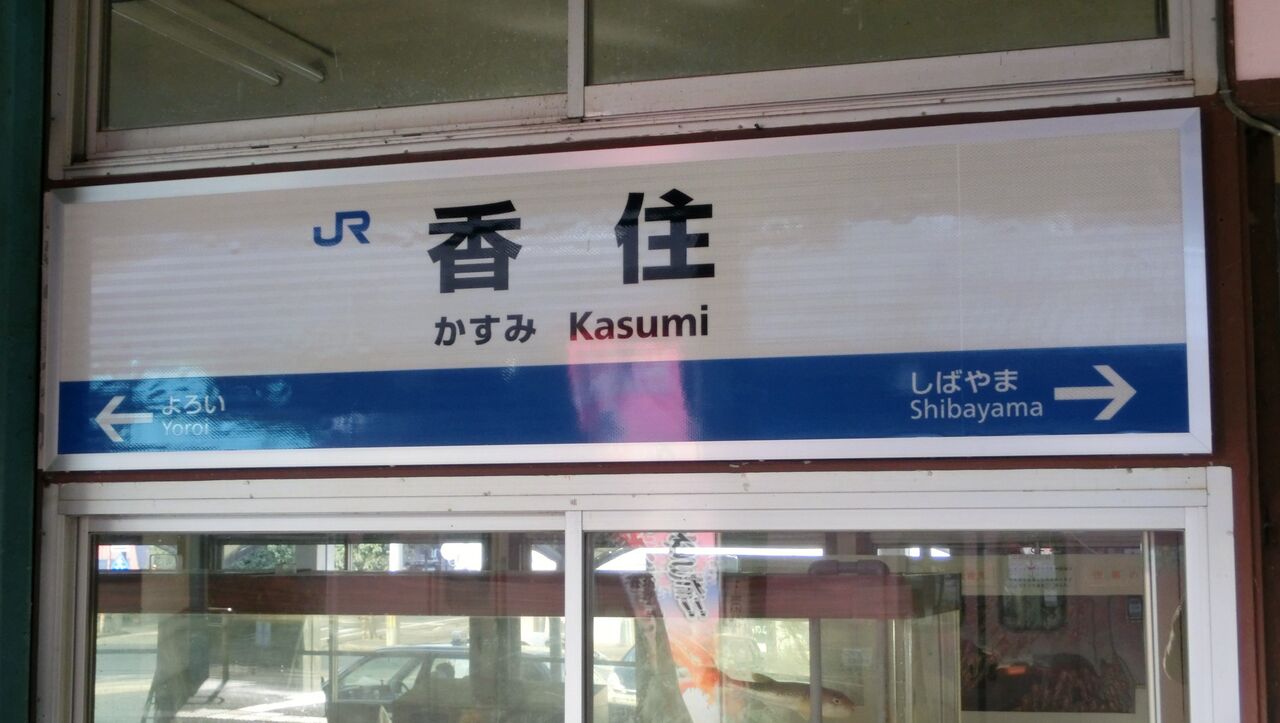 JR 香住
かすみ Kasumi
よろい
Yoroi
しばやま
Shibayama